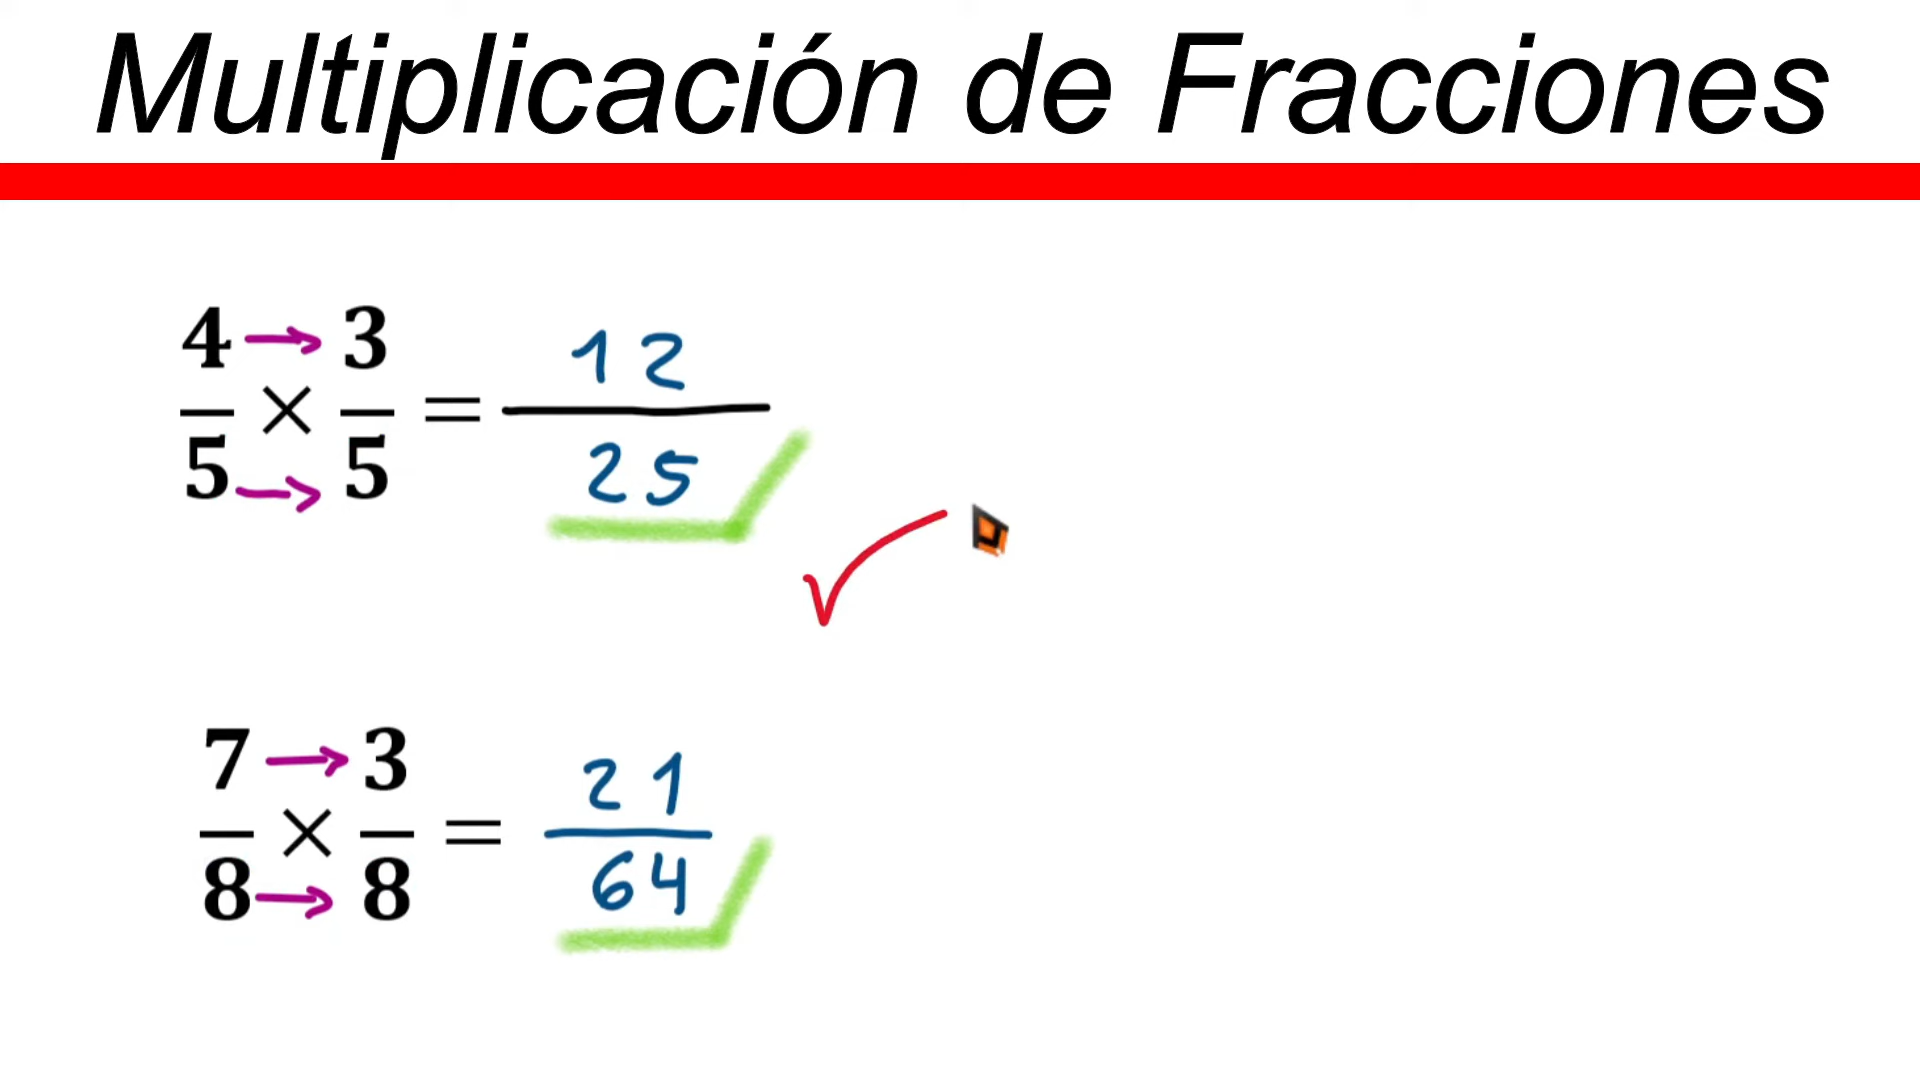 Multiplicación de Fracciones
4/5 × 3/5 = 12/25
7/8 × 3/8 = 21/64